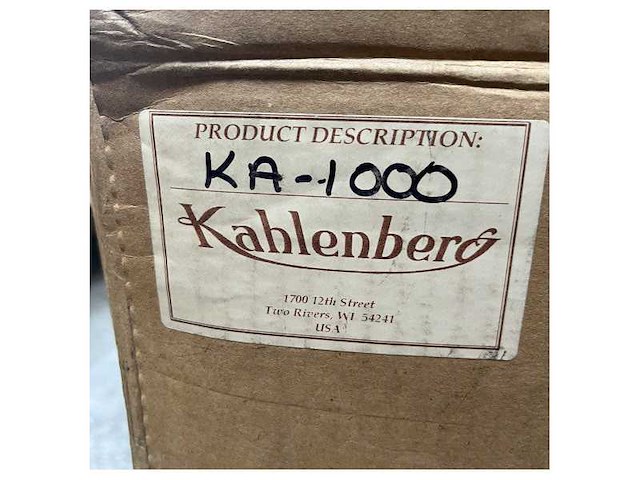 PRODUCT DESCRIPTION:
KA-1000
Kahlenberg
1700 12th Street
Two Rivers, WI 54241
USA